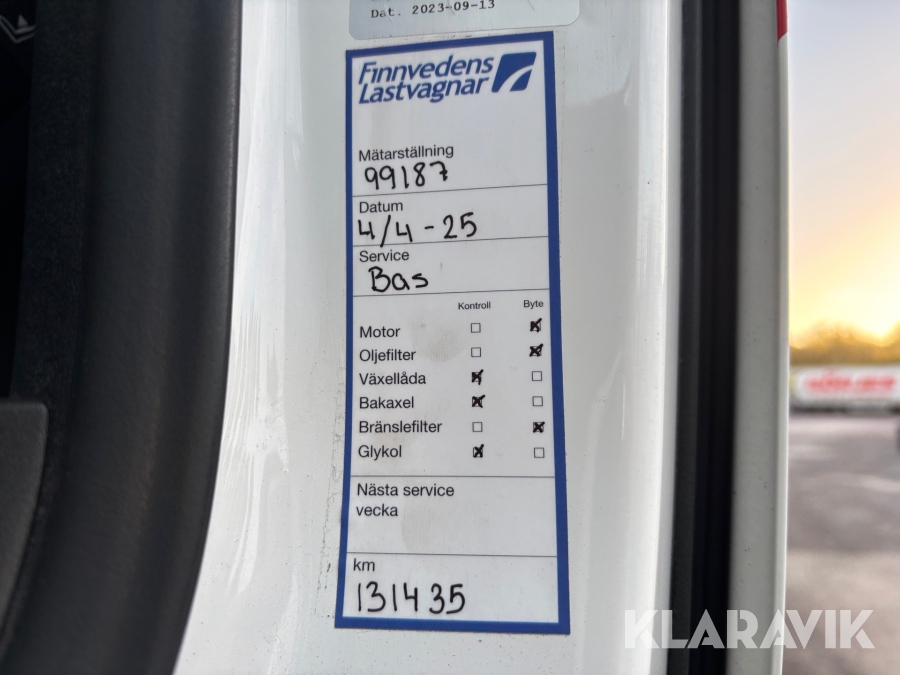 Dat. 2023-09-13
Finnvedens
Lastvagnar
Mätarställning
99187
Datum
4/4-25
Service
Bas
Kontroll Byte
Motor
Oljefilter
Växellåda
Bakaxel
Bränslefilter
Glykol
Nästa service
vecka
km
131435
KLARAVIK